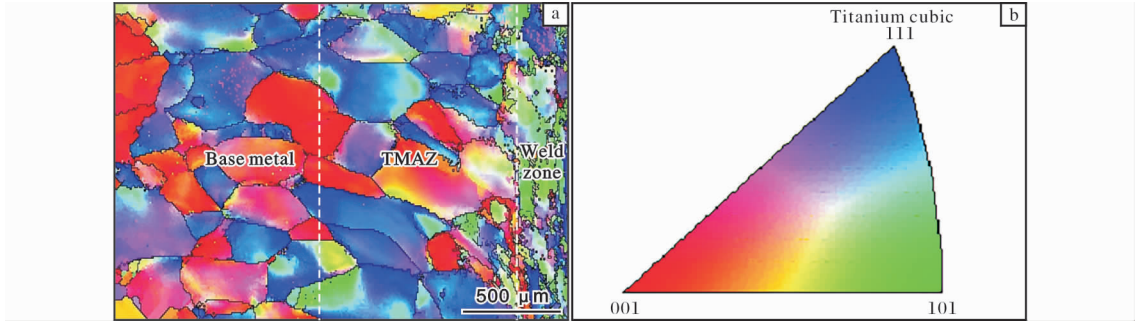 a
Base metal
TMAZ
Weld
zone
500 μm
b
Titanium cubic
111
001
101